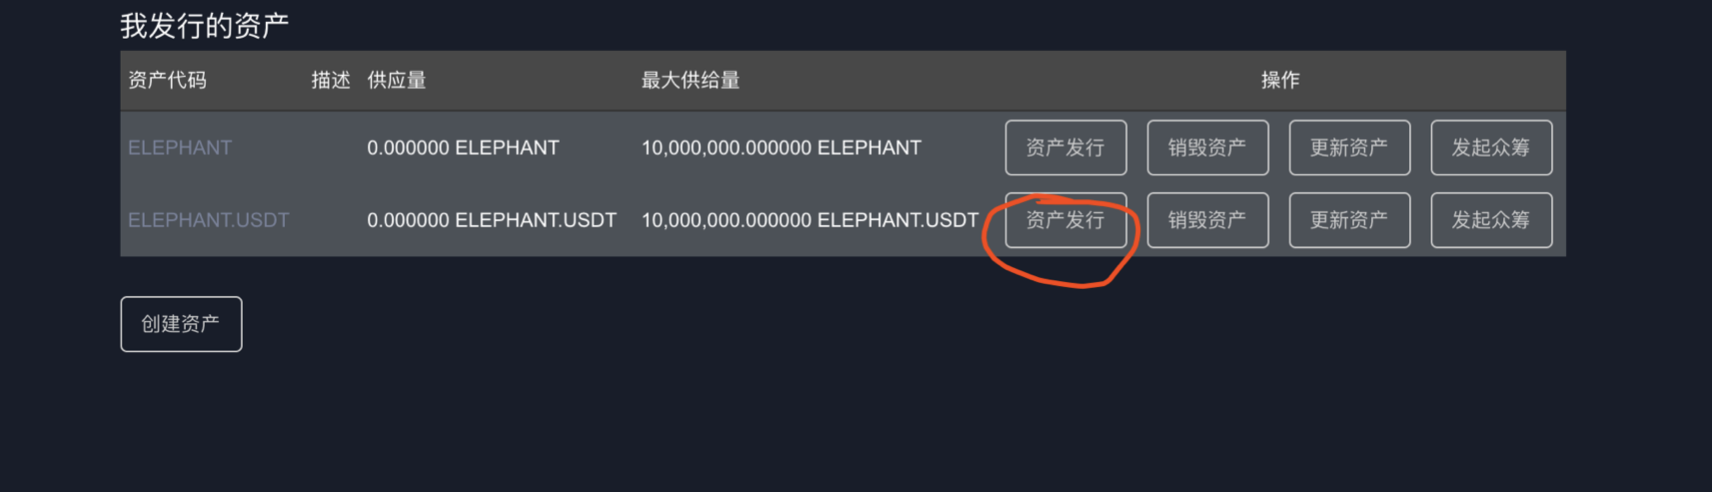 我发行的资产
资产代码 描述 供应量 最大供给量 操作
ELEPHANT 0.000000 ELEPHANT 10,000,000.000000 ELEPHANT 资产发行 销毁资产 更新资产 发起众筹
ELEPHANT.USDT 0.000000 ELEPHANT.USDT 10,000,000.000000 ELEPHANT.USDT 资产发行 销毁资产 更新资产 发起众筹
创建资产